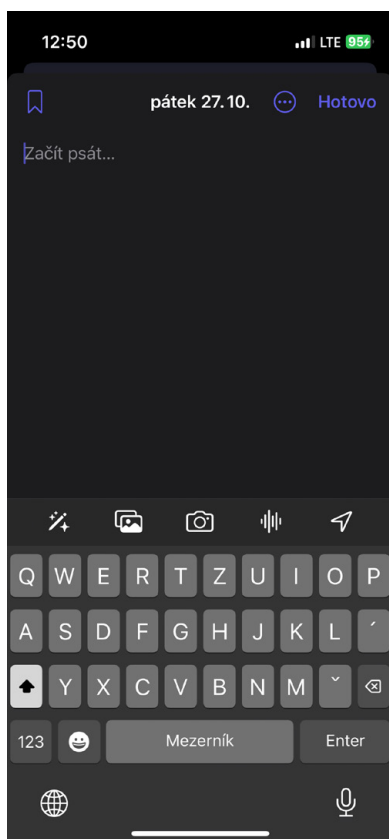 12:50
LTE 95
pátek 27.10.
Hotovo
Začít psát...
Q W E R T Z U I O P
A S D F G H J K L ´
Y X C V B N M ˇ
123 Mezerník Enter